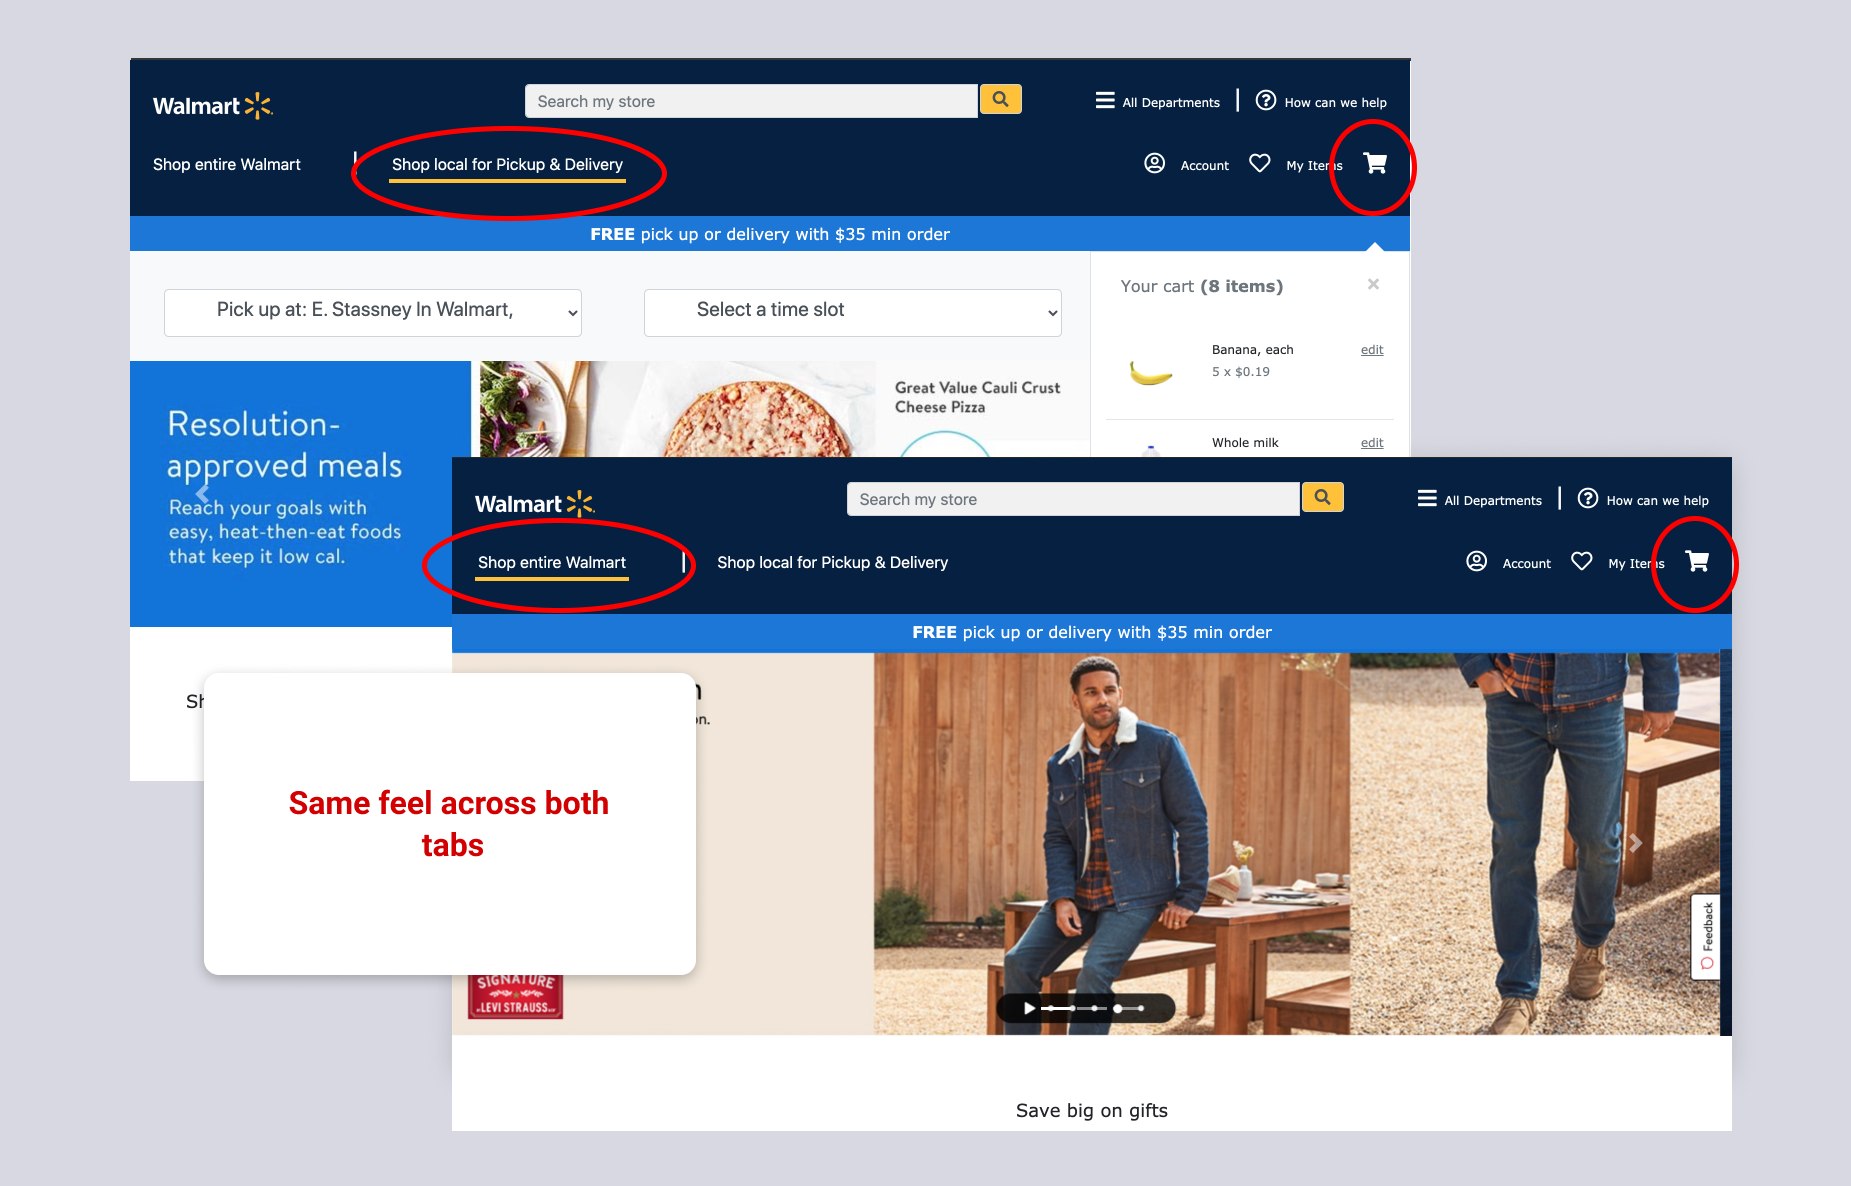 Walmart
Search my store
All Departments
How can we help
Shop entire Walmart
Shop local for Pickup & Delivery
Account
My Items
FREE pick up or delivery with $35 min order
Pick up at: E. Stassney In Walmart,
Select a time slot
Your cart (8 items)
Banana, each
edit
5 x $0.19
Whole milk
edit
Resolution-
approved meals
Reach your goals with
easy, heat-then-eat foods
that keep it low cal.
Great Value Cauli Crust
Cheese Pizza
Walmart
Search my store
All Departments
How can we help
Shop entire Walmart
Shop local for Pickup & Delivery
Account
My Items
FREE pick up or delivery with $35 min order
Same feel across both
tabs
SIGNATURE
LEVI STRAUSS
Feedback
Save big on gifts